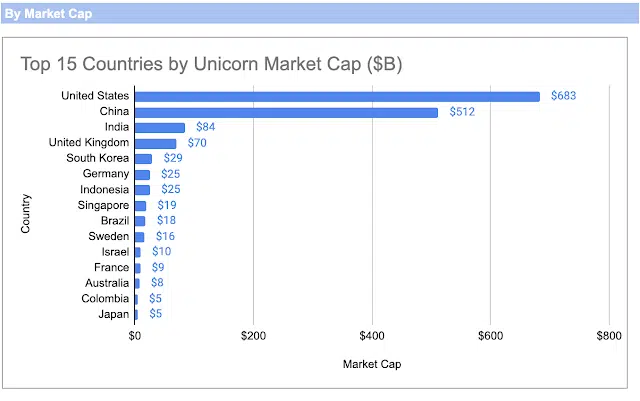 By Market Cap
Top 15 Countries by Unicorn Market Cap ($B)
United States $683
China $512
India $84
United Kingdom $70
South Korea $29
Germany $25
Indonesia $25
Singapore $19
Brazil $18
Sweden $16
Israel $10
France $9
Australia $8
Colombia $5
Japan $5
Country
$0 $200 $400 $600 $800
Market Cap